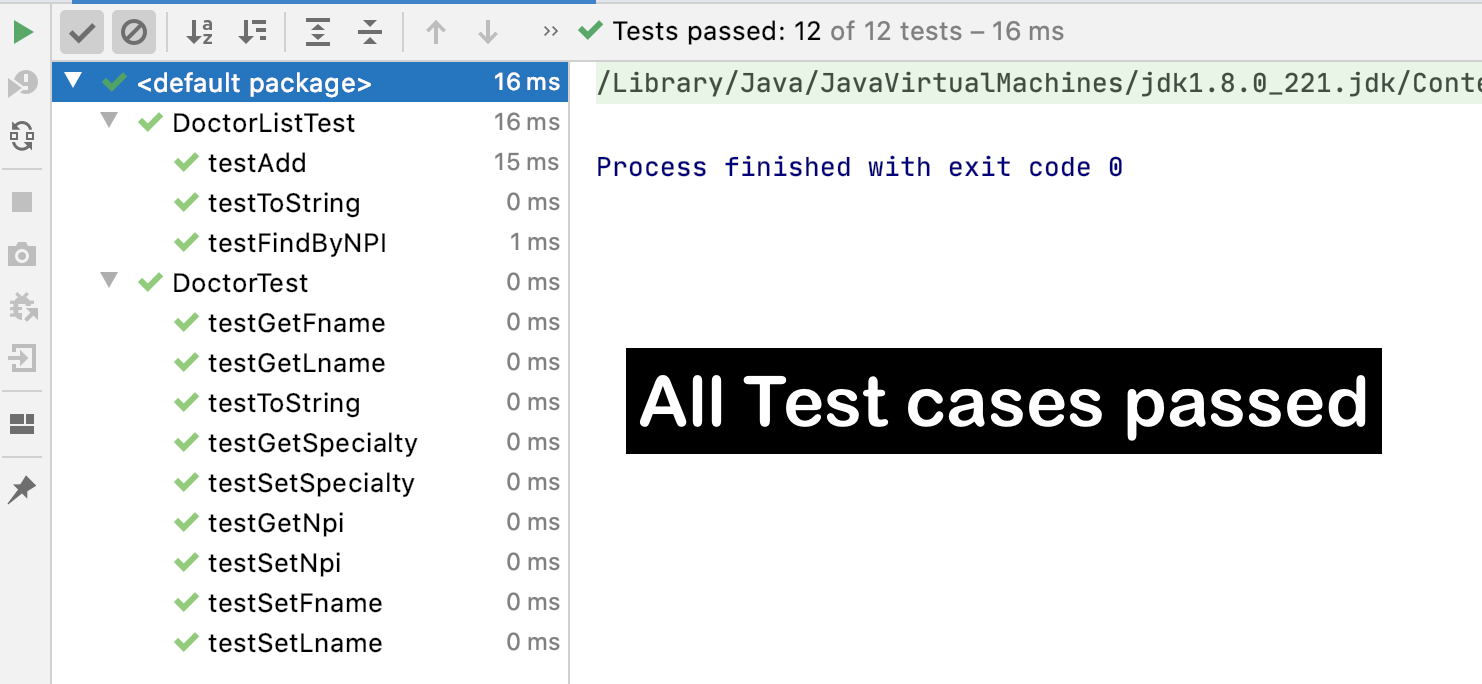 Tests passed: 12 of 12 tests – 16 ms
<default package> 16 ms
DoctorListTest 16 ms
testAdd 15 ms
testToString 0 ms
testFindByNPI 1 ms
DoctorTest 0 ms
testGetFname 0 ms
testGetLname 0 ms
testToString 0 ms
testGetSpecialty 0 ms
testSetSpecialty 0 ms
testGetNpi 0 ms
testSetNpi 0 ms
testSetFname 0 ms
testSetLname 0 ms
/Library/Java/JavaVirtualMachines/jdk1.8.0_221.jdk/Conte
Process finished with exit code 0
All Test cases passed